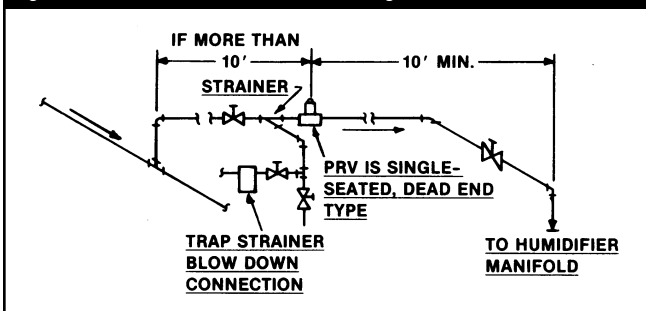 IF MORE THAN
10'
10' MIN.
STRAINER
PRV IS SINGLE-
SEATED, DEAD END
TYPE
TRAP STRAINER
BLOW DOWN
CONNECTION
TO HUMIDIFIER
MANIFOLD